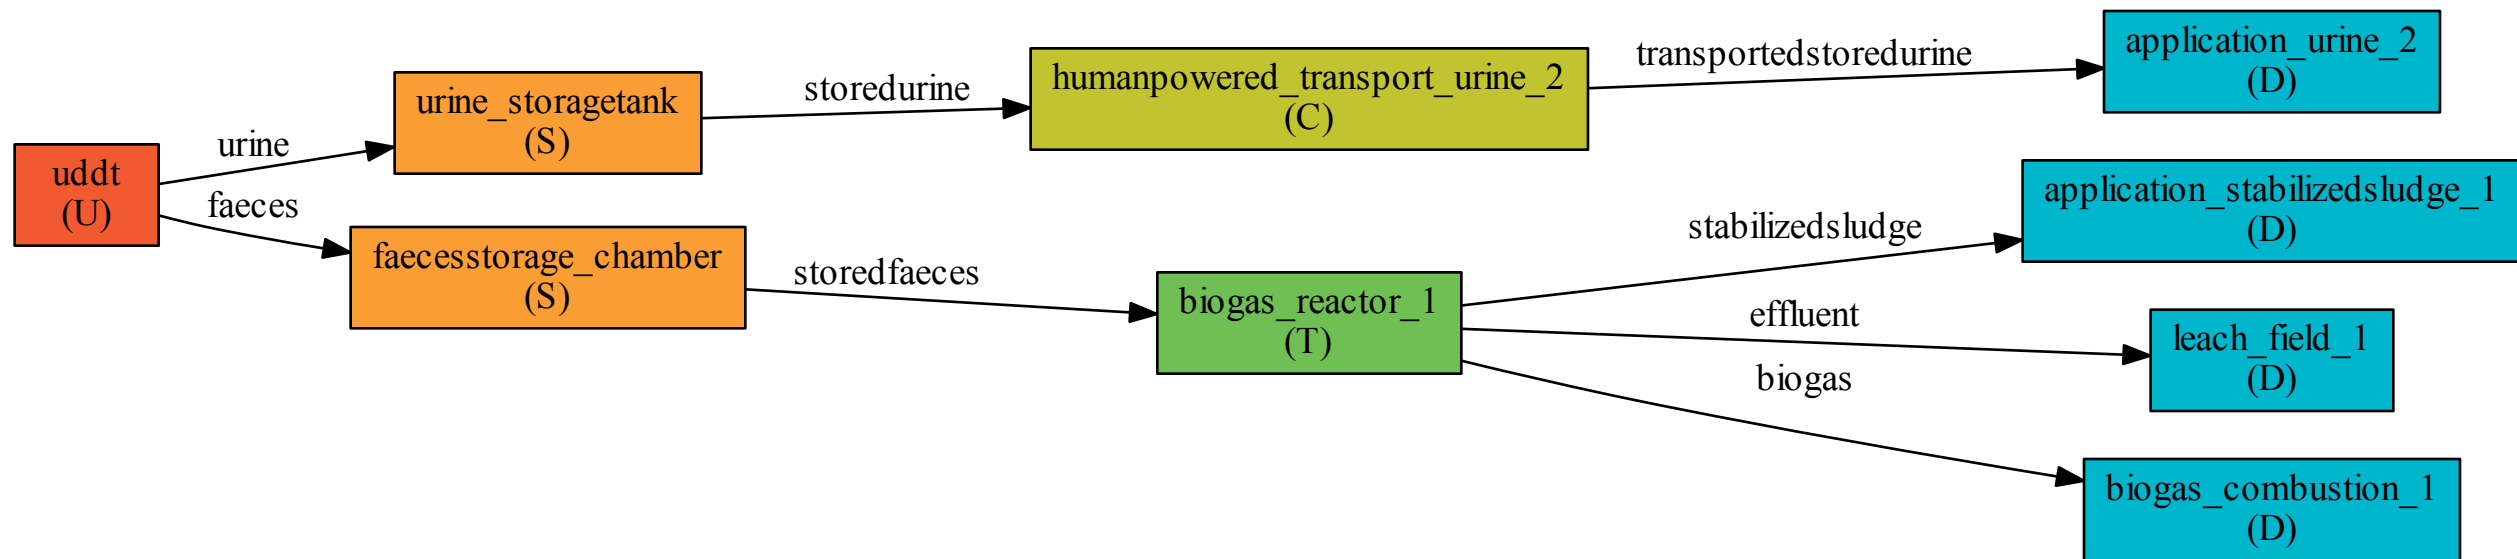 uddt
(U)
urine
faeces
urine_storagetank
(S)
faecesstorage_chamber
(S)
storedurine
storedfaeces
humanpowered_transport_urine_2
(C)
biogas_reactor_1
(T)
transportedstoredurine
stabilizedsludge
effluent
biogas
application_urine_2
(D)
application_stabilizedsludge_1
(D)
leach_field_1
(D)
biogas_combustion_1
(D)